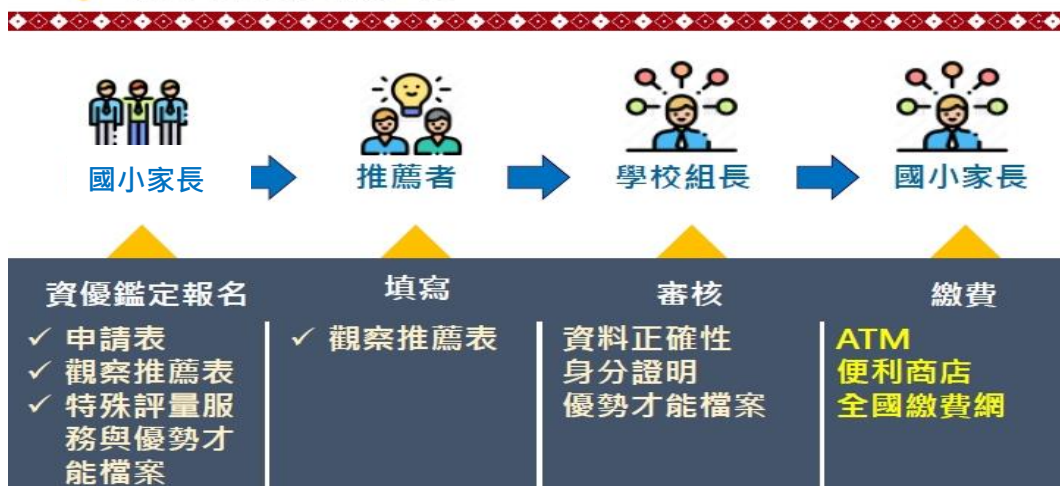 國小家長
推薦者
學校組長
國小家長
資優鑑定報名
✓ 申請表
✓ 觀察推薦表
✓ 特殊評量服
務與優勢才
能檔案
填寫
✓ 觀察推薦表
審核
資料正確性
身分證明
優勢才能檔案
繳費
ATM
便利商店
全國繳費網